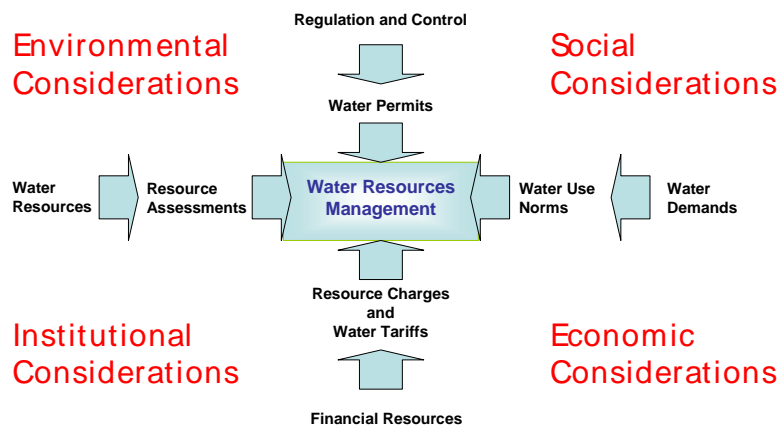 Regulation and Control
Environmental
Considerations
Social
Considerations
Water Permits
Water
Resources
Resource
Assessments
Water Resources
Management
Water Use
Norms
Water
Demands
Resource Charges
and
Water Tariffs
Institutional
Considerations
Economic
Considerations
Financial Resources